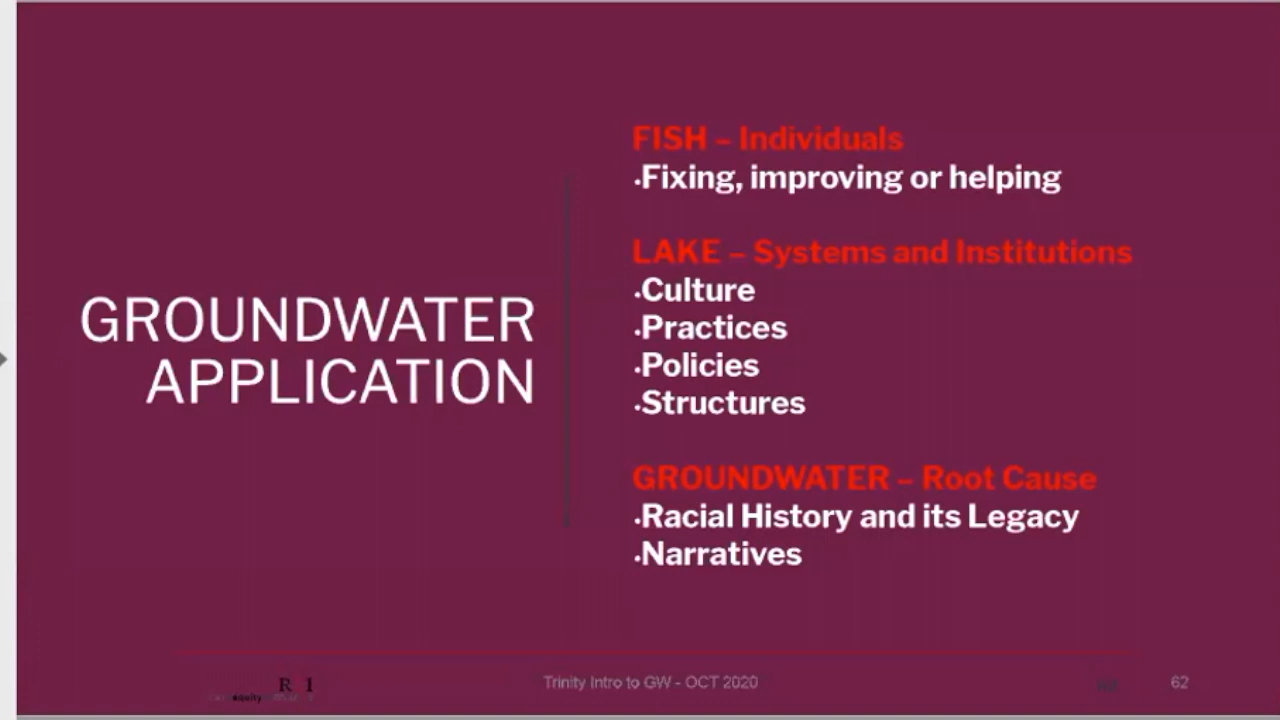 GROUNDWATER
APPLICATION
FISH – Individuals
•Fixing, improving or helping
LAKE – Systems and Institutions
•Culture
•Practices
•Policies
•Structures
GROUNDWATER – Root Cause
•Racial History and its Legacy
•Narratives
equity
Trinity Intro to GW - OCT 2020
62